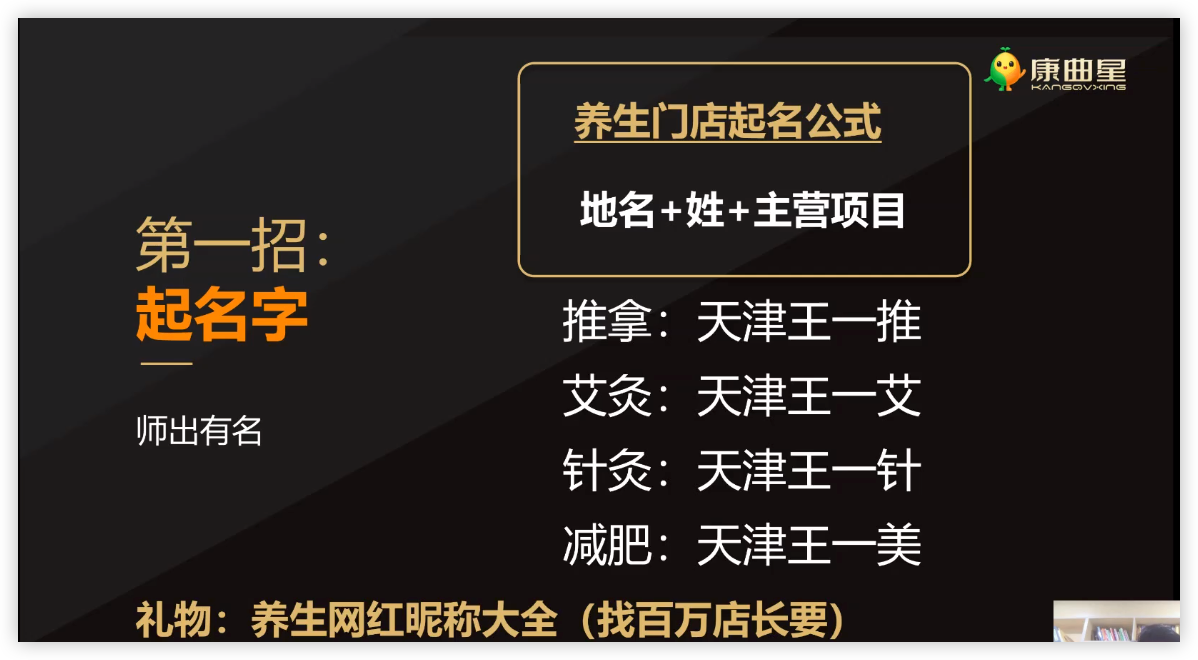 康曲星
KANGQVXING
养生门店起名公式
地名+姓+主营项目
第一招：
起名字
师出有名
推拿：天津王一推
艾灸：天津王一艾
针灸：天津王一针
减肥：天津王一美
礼物：养生网红昵称大全（找百万店长要）